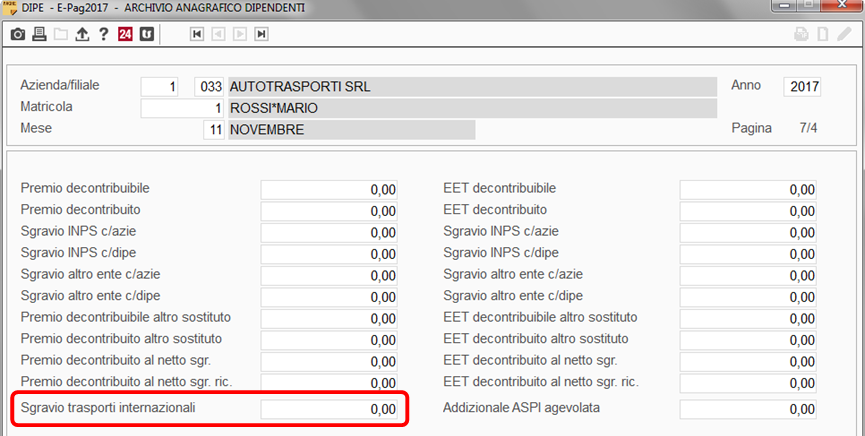 DIPE - E-Pag2017 - ARCHIVIO ANAGRAFICO DIPENDENTI
? 24
Azienda/filiale 1 033 AUTOTRASPORTI SRL Anno 2017
Matricola 1 ROSSI*MARIO
Mese 11 NOVEMBRE Pagina 7/4
Premio decontribuibile 0,00 EET decontribuibile 0,00
Premio decontribuito 0,00 EET decontribuito 0,00
Sgravio INPS c/azie 0,00 Sgravio INPS c/azie 0,00
Sgravio INPS c/dipe 0,00 Sgravio INPS c/dipe 0,00
Sgravio altro ente c/azie 0,00 Sgravio altro ente c/azie 0,00
Sgravio altro ente c/dipe 0,00 Sgravio altro ente c/dipe 0,00
Premio decontribuibile altro sostituto 0,00 EET decontribuibile altro sostituto 0,00
Premio decontribuito altro sostituto 0,00 EET decontribuito altro sostituto 0,00
Premio decontribuito al netto sgr. 0,00 EET decontribuito al netto sgr. 0,00
Premio decontribuito al netto sgr. ric. 0,00 EET decontribuito al netto sgr. ric. 0,00
Sgravio trasporti internazionali 0,00 Addizionale ASPI agevolata 0,00